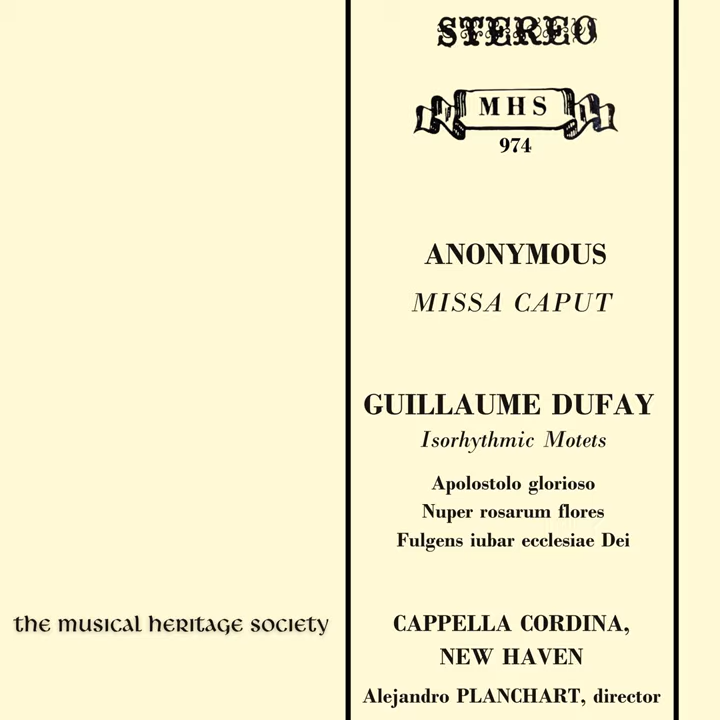 STEREO
MHS
974
ANONYMOUS
MISSA CAPUT
GUILLAUME DUFAY
Isorhythmic Motets
Apolostolo glorioso
Nuper rosarum flores
Fulgens iubar ecclesiae Dei
the musical heritage society
CAPPELLA CORDINA,
NEW HAVEN
Alejandro PLANCHART, director